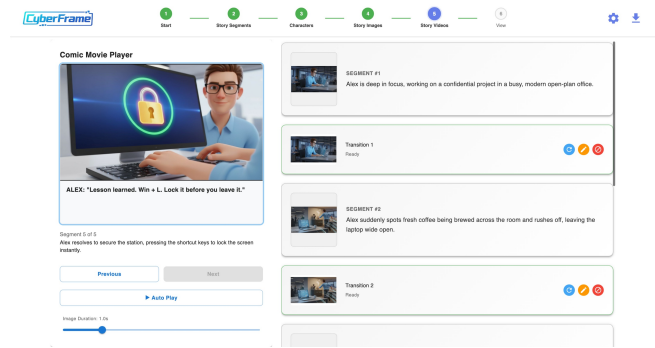 CyberFrame
1
2
3
4
5
6
Start
Story Segments
Characters
Story Images
Story Videos
View
Comic Movie Player
ALEX: "Lesson learned. Win + L. Lock it before you leave it."
Segment 5 of 5
Alex resolves to secure the station, pressing the shortcut keys to lock the screen
instantly.
Previous
Next
Auto Play
Image Duration: 1.0s
SEGMENT #1
Alex is deep in focus, working on a confidential project in a busy, modern open-plan office.
Transition 1
Ready
SEGMENT #2
Alex suddenly spots fresh coffee being brewed across the room and rushes off, leaving the
laptop wide open.
Transition 2
Ready
SEGMENT #3